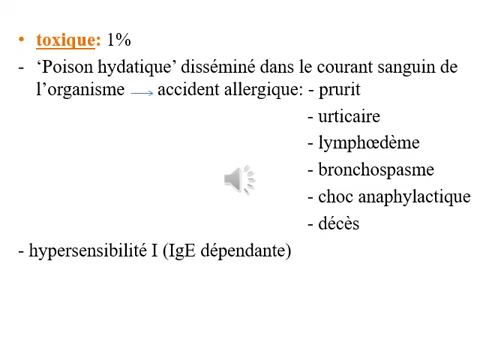 • toxique: 1%
- ‘Poison hydatique’ disséminé dans le courant sanguin de
l’organisme → accident allergique: - prurit
- urticaire
- lymphœdème
- bronchospasme
- choc anaphylactique
- décès
- hypersensibilité I (IgE dépendante)